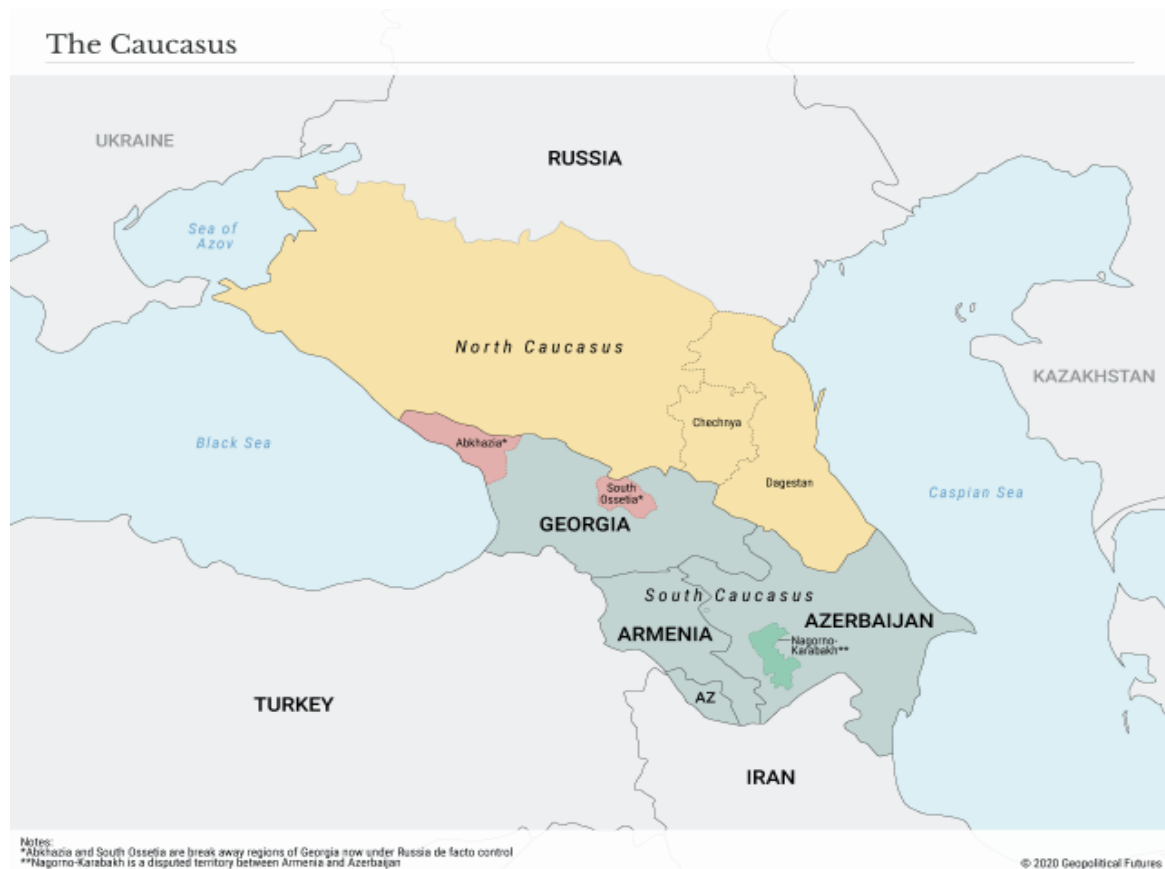 The Caucasus
UKRAINE
RUSSIA
Sea of
Azov
North Caucasus
KAZAKHSTAN
Chechnya
Black Sea
Abkhazia*
Dagestan
South
Ossetia*
Caspian Sea
GEORGIA
South Caucasus
AZERBAIJAN
ARMENIA
Nagorno-
Karabakh**
AZ
TURKEY
IRAN
Notes:
*Abkhazia and South Ossetia are break away regions of Georgia now under Russia de facto control
**Nagorno-Karabakh is a disputed territory between Armenia and Azerbaijan
© 2020 Geopolitical Futures